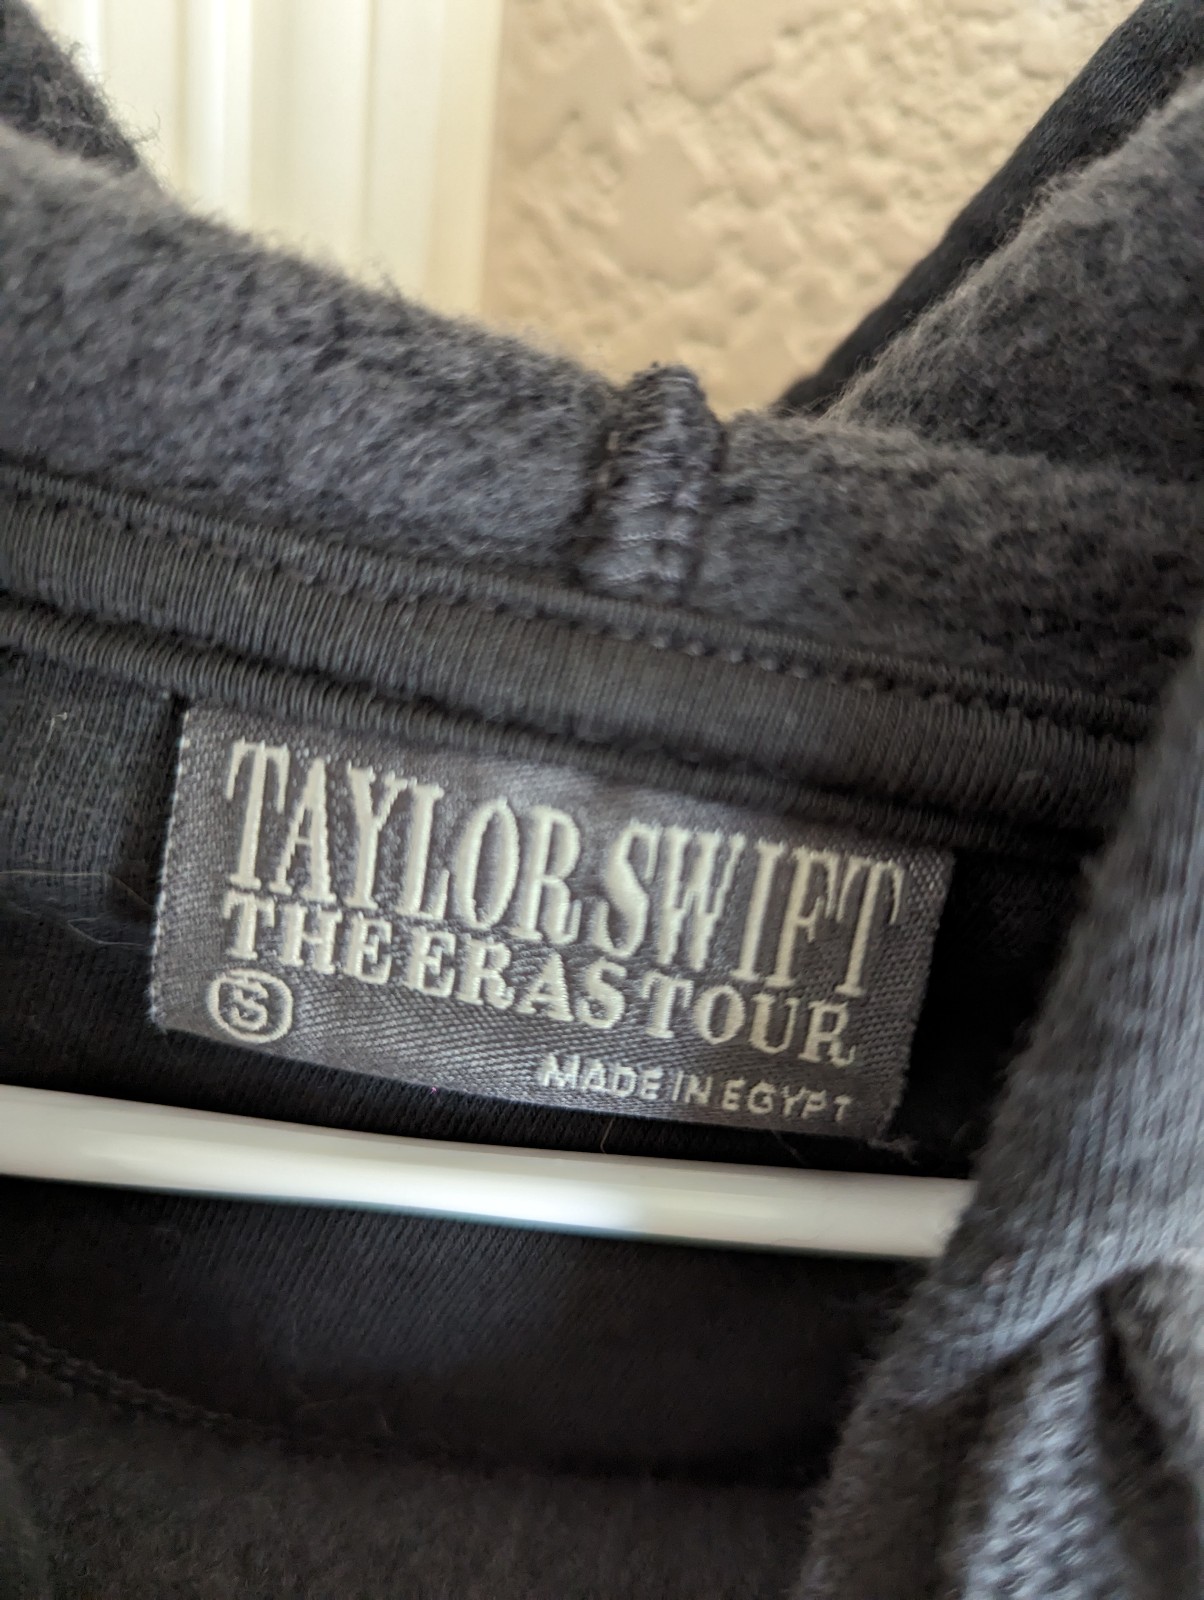 TAYLOR SWIFT
THE ERAS TOUR
S
MADE IN EGYPT